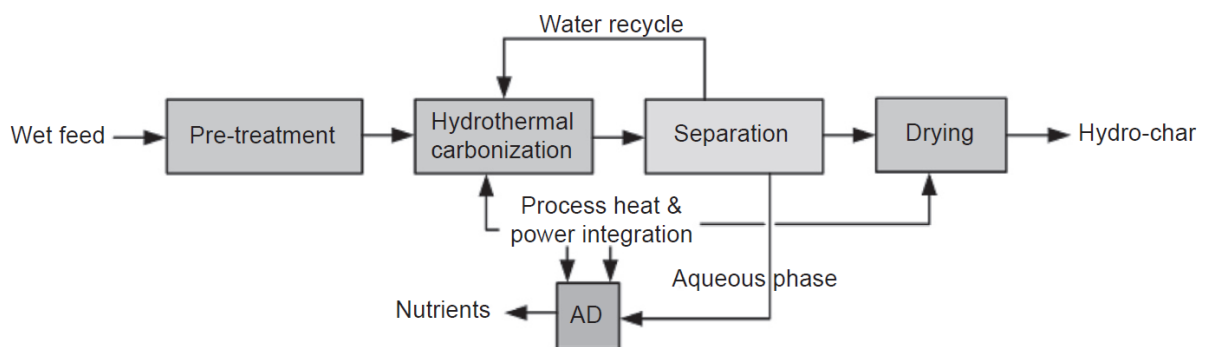 Water recycle
Wet feed
Pre-treatment
Hydrothermal
carbonization
Separation
Drying
Hydro-char
Process heat &
power integration
Aqueous phase
Nutrients
AD